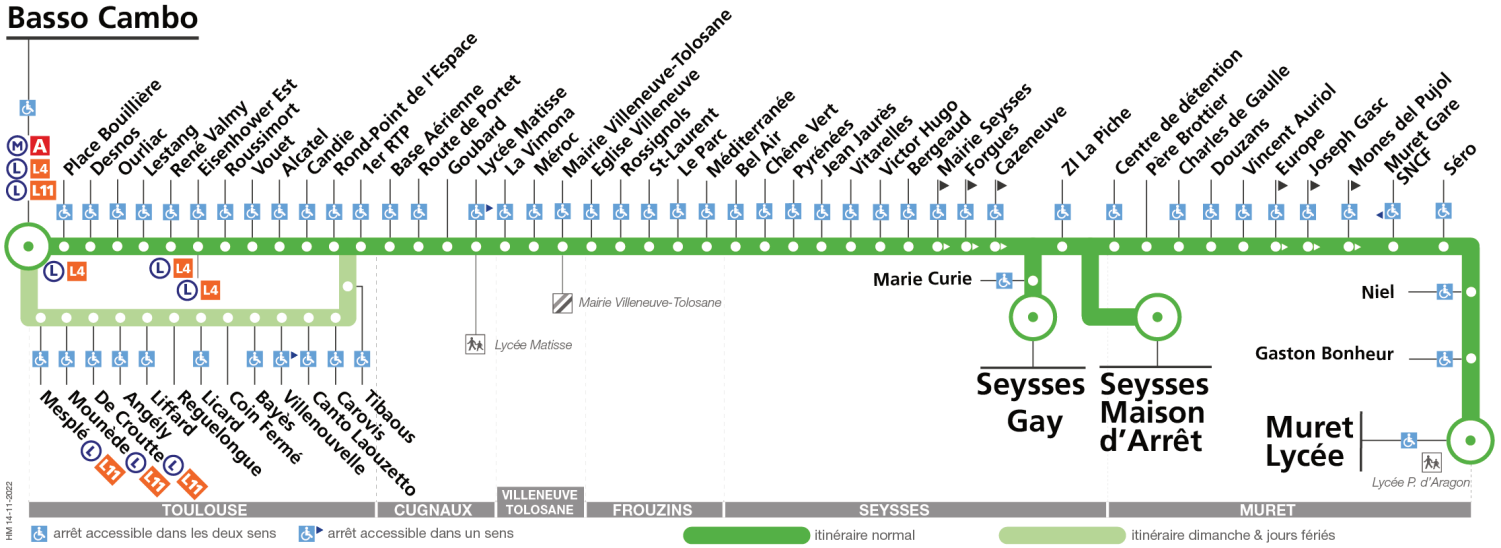 Basso Cambo
M A
L L4
L L11
Place Bouillière
Desnos
Ourliac
Lestang
René Valmy
Eisenhower Est
Roussimort
Vouet
Alcatel
Candie
Rond-Point de l'Espace
1er RTP
Base Aérienne
Route de Portet
Goubard
Lycée Matisse
La Vimona
Méroc
Mairie Villeneuve-Tolosane
Eglise Villeneuve
Rossignols
St-Laurent
Le Parc
Méditerranée
Bel Air
Chêne Vert
Pyrénées
Jean Jaurès
Vitarelles
Victor Hugo
Bergeaud
Mairie Seysses
Forgues
Cazeneuve
ZI La Piche
Centre de détention
Père Brottier
Charles de Gaulle
Douzans
Vincent Auriol
Europe
Joseph Gasc
Mones del Pujol
Muret Gare
SNCF
Séro
L L4
L L4
L L4
Marie Curie
Niel
Mairie Villeneuve-Tolosane
Lycée Matisse
Gaston Bonheur
Seysses
Gay
Seysses
Maison
d'Arrêt
Muret
Lycée
Lycée P. d'Aragon
Mesplé L L11
Mounède L L11
De Croutte L L11
Angély
Liffard
Reguelongue
Licard
Coin Fermé
Bayès
Villenouvelle
Canto Laouzetto
Carovis
Tibaous
HM 14-11-2022
TOULOUSE
CUGNAUX
VILLENEUVE
TOLOSANE
FROUZINS
SEYSSES
MURET
arrêt accessible dans les deux sens
arrêt accessible dans un sens
itinéraire normal
itinéraire dimanche & jours fériés